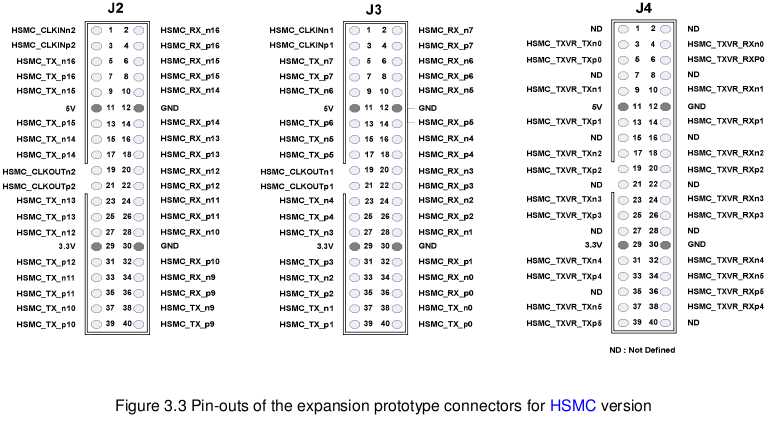 J2 J3 J4
HSMC_CLKINn2 1 2 HSMC_RX_n16 HSMC_CLKINn1 1 2 HSMC_RX_n7 ND 1 2 ND
HSMC_CLKINp2 3 4 HSMC_RX_p16 HSMC_CLKINp1 3 4 HSMC_RX_p7 HSMC_TXVR_TXn0 3 4 HSMC_TXVR_RXn0
HSMC_TX_n16 5 6 HSMC_RX_n15 HSMC_TX_n7 5 6 HSMC_RX_n6 HSMC_TXVR_TXp0 5 6 HSMC_TXVR_RXP0
HSMC_TX_p16 7 8 HSMC_RX_p15 HSMC_TX_p7 7 8 HSMC_RX_p6 ND 7 8 ND
HSMC_TX_n15 9 10 HSMC_RX_n14 HSMC_TX_n6 9 10 HSMC_RX_n5 HSMC_TXVR_TXn1 9 10 HSMC_TXVR_RXn1
5V 11 12 GND 5V 11 12 GND 5V 11 12 GND
HSMC_TX_p15 13 14 HSMC_RX_p14 HSMC_TX_p6 13 14 HSMC_RX_p5 HSMC_TXVR_TXp1 13 14 HSMC_TXVR_RXp1
HSMC_TX_n14 15 16 HSMC_RX_n13 HSMC_TX_n5 15 16 HSMC_RX_n4 ND 15 16 ND
HSMC_TX_p14 17 18 HSMC_RX_p13 HSMC_TX_p5 17 18 HSMC_RX_p4 HSMC_TXVR_TXn2 17 18 HSMC_TXVR_RXn2
HSMC_CLKOUTn2 19 20 HSMC_RX_n12 HSMC_CLKOUTn1 19 20 HSMC_RX_n3 HSMC_TXVR_TXp2 19 20 HSMC_TXVR_RXp2
HSMC_CLKOUTp2 21 22 HSMC_RX_p12 HSMC_CLKOUTp1 21 22 HSMC_RX_p3 ND 21 22 ND
HSMC_TX_n13 23 24 HSMC_RX_n11 HSMC_TX_n4 23 24 HSMC_RX_n2 HSMC_TXVR_TXn3 23 24 HSMC_TXVR_RXn3
HSMC_TX_p13 25 26 HSMC_RX_p11 HSMC_TX_p4 25 26 HSMC_RX_p2 HSMC_TXVR_TXp3 25 26 HSMC_TXVR_RXp3
HSMC_TX_n12 27 28 HSMC_RX_n10 HSMC_TX_n3 27 28 HSMC_RX_n1 ND 27 28 ND
3.3V 29 30 GND 3.3V 29 30 GND 3.3V 29 30 GND
HSMC_TX_p12 31 32 HSMC_RX_p10 HSMC_TX_p3 31 32 HSMC_RX_p1 HSMC_TXVR_TXn4 31 32 HSMC_TXVR_RXn4
HSMC_TX_n11 33 34 HSMC_RX_n9 HSMC_TX_n2 33 34 HSMC_RX_n0 HSMC_TXVR_TXp4 33 34 HSMC_TXVR_RXn5
HSMC_TX_p11 35 36 HSMC_RX_p9 HSMC_TX_p2 35 36 HSMC_RX_p0 ND 35 36 HSMC_TXVR_RXp5
HSMC_TX_n10 37 38 HSMC_TX_n9 HSMC_TX_n1 37 38 HSMC_TX_n0 HSMC_TXVR_TXn5 37 38 HSMC_TXVR_RXp4
HSMC_TX_p10 39 40 HSMC_TX_p9 HSMC_TX_p1 39 40 HSMC_TX_p0 HSMC_TXVR_TXp5 39 40 ND
ND : Not Defined
Figure 3.3 Pin-outs of the expansion prototype connectors for HSMC version